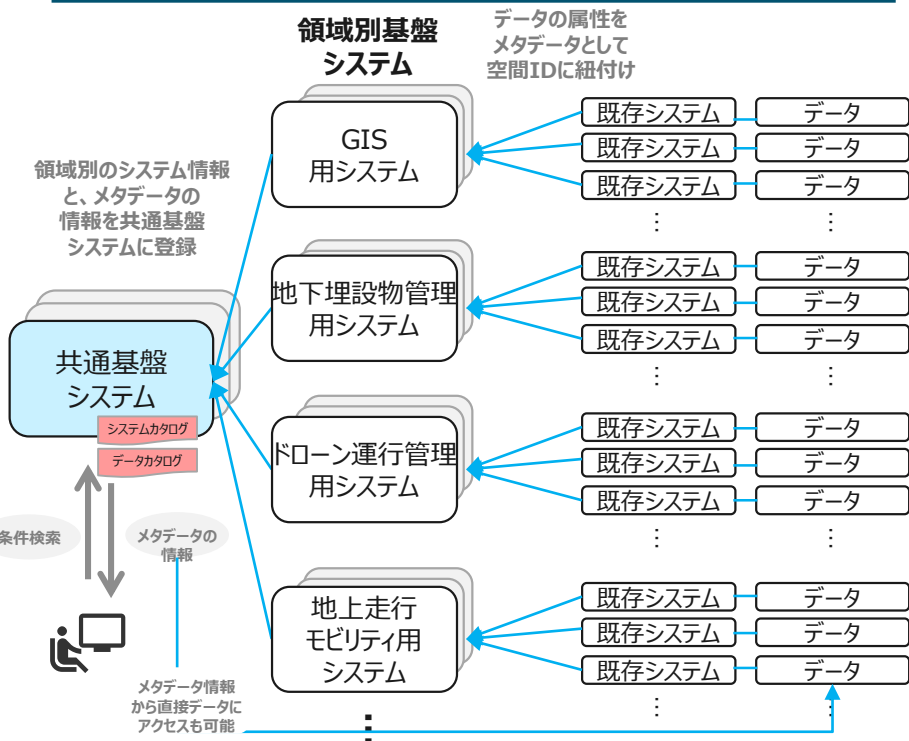 領域別基盤
システム
データの属性を
メタデータとして
空間IDに紐付け
領域別のシステム情報
と、メタデータの
情報を共通基盤
システムに登録
共通基盤
システム
システムカタログ
データカタログ
条件検索
メタデータの
情報
メタデータ情報
から直接データに
アクセスも可能
GIS
用システム
既存システム データ
既存システム データ
既存システム データ
… …
地下埋設物管理
用システム
既存システム データ
既存システム データ
既存システム データ
… …
ドローン運行管理
用システム
既存システム データ
既存システム データ
既存システム データ
… …
地上走行
モビリティ用
システム
既存システム データ
既存システム データ
既存システム データ
… …
…